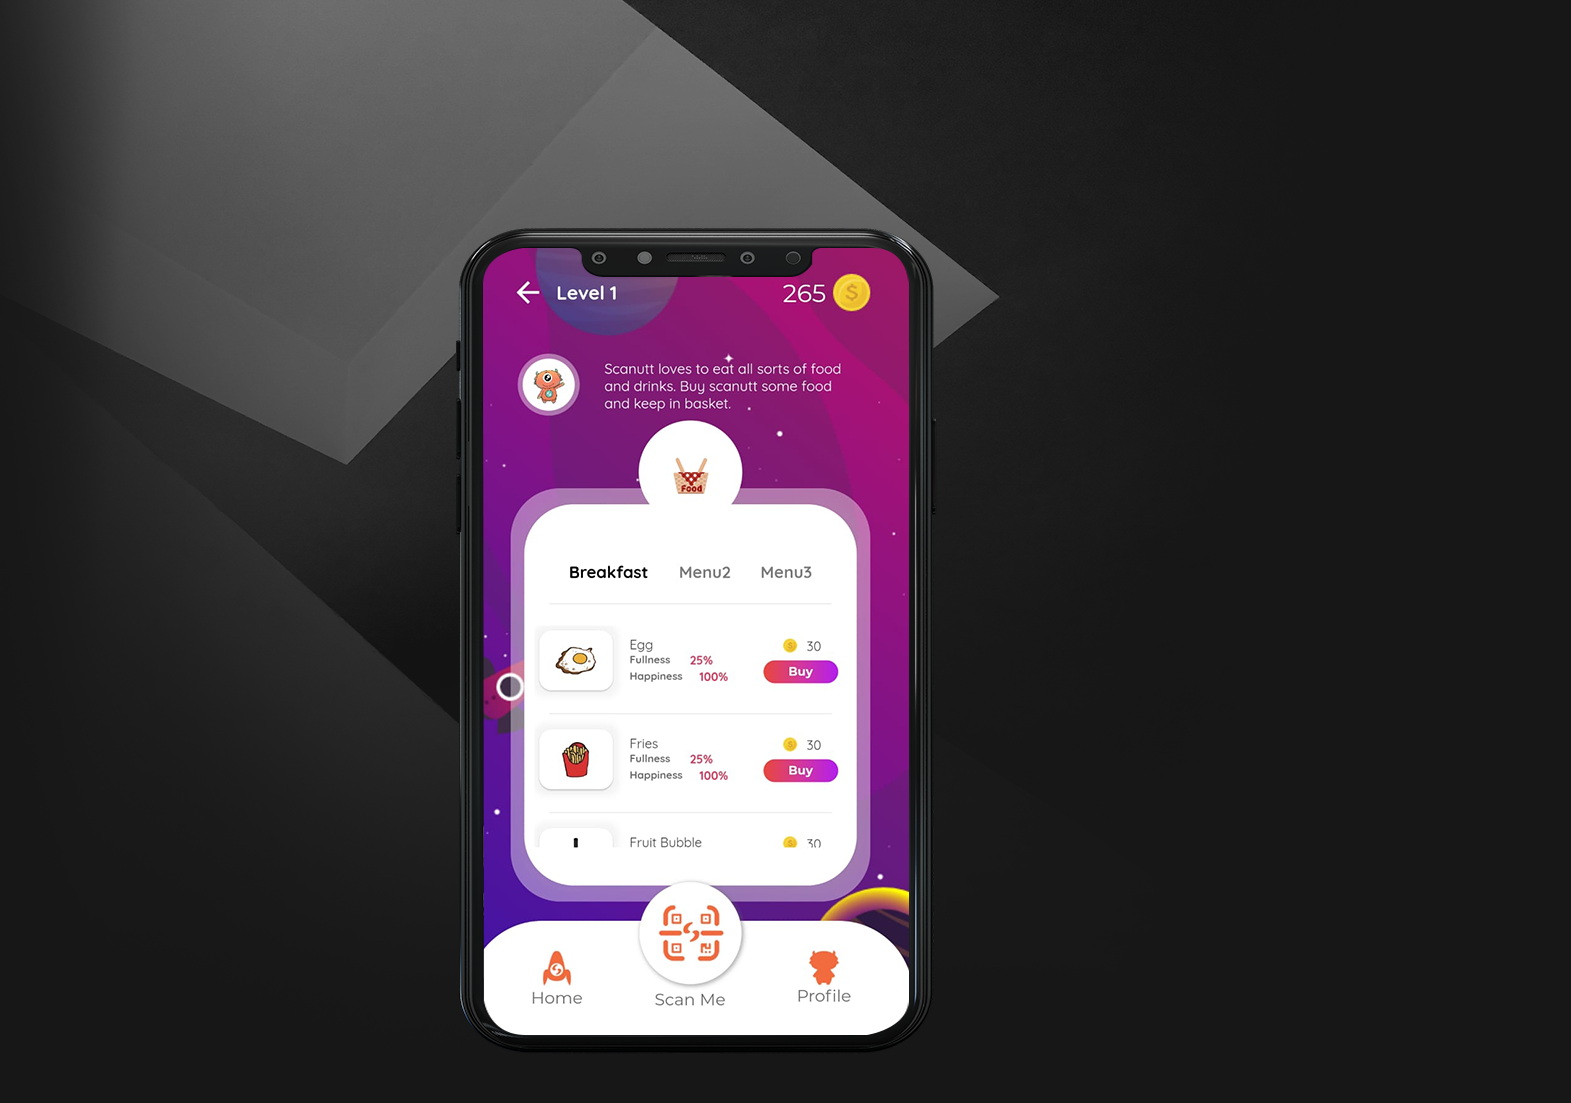 Level 1
265
Scanutt loves to eat all sorts of food
and drinks. Buy scanutt some food
and keep in basket.
Food
Breakfast Menu2 Menu3
Egg
Fullness 25%
Happiness 100%
30
Buy
Fries
Fullness 25%
Happiness 100%
30
Buy
Fruit Bubble
30
Home
Scan Me
Profile